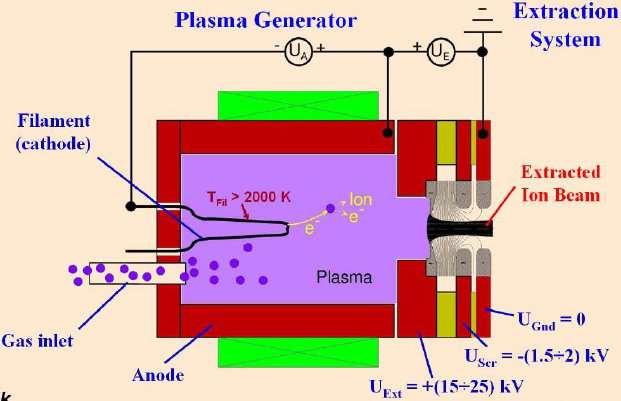 Plasma Generator
Extraction
System
-
- U_A +
+ U_E
-
Filament
(cathode)
T_Fil > 2000 K
Ion
e⁻
e⁻
Extracted
Ion Beam
Plasma
Gas inlet
Anode
U_Gnd = 0
U_Scr = -(1.5÷2) kV
U_Ext = +(15÷25) kV
k